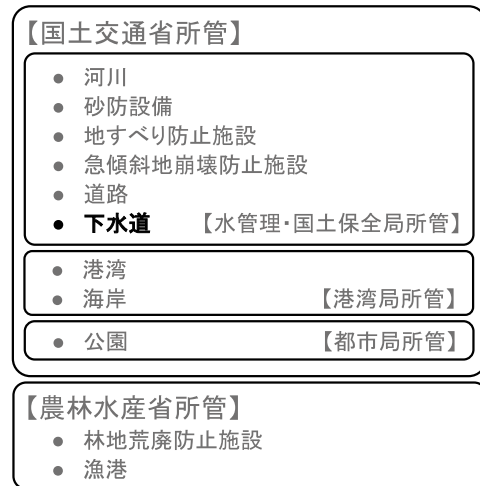 【国土交通省所管】
● 河川
● 砂防設備
● 地すべり防止施設
● 急傾斜地崩壊防止施設
● 道路
● 下水道 【水管理・国土保全局所管】
● 港湾
● 海岸 【港湾局所管】
● 公園 【都市局所管】
【農林水産省所管】
● 林地荒廃防止施設
● 漁港